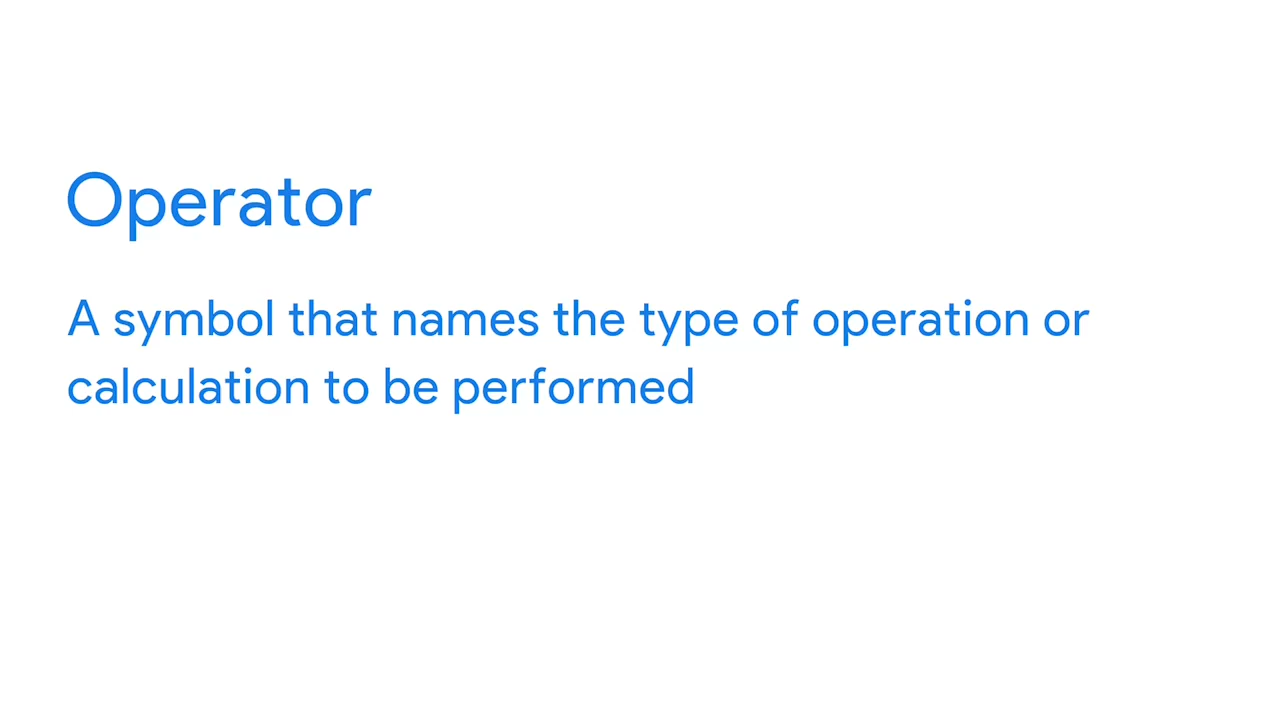 Operator
A symbol that names the type of operation or
calculation to be performed